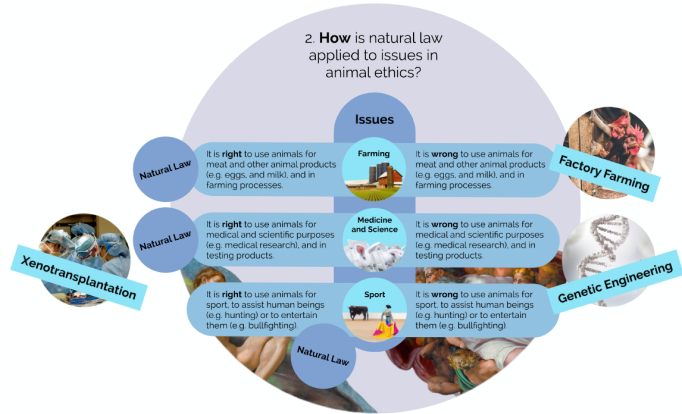 2. How is natural law
applied to issues in
animal ethics?
Issues
Natural Law
It is right to use animals for
meat and other animal products
(e.g. eggs, and milk), and in
farming processes.
Farming
It is wrong to use animals for
meat and other animal products
(e.g. eggs, and milk), and in
farming processes.
Factory Farming
Natural Law
It is right to use animals for
medical and scientific purposes
(e.g. medical research), and in
testing products.
Medicine
and Science
It is wrong to use animals for
medical and scientific purposes
(e.g. medical research), and in
testing products.
Xenotransplantation
Genetic Engineering
It is right to use animals for
sport, to assist human beings
(e.g. hunting) or to entertain
them (e.g. bullfighting).
Sport
It is wrong to use animals for
sport, to assist human beings
(e.g. hunting) or to entertain
them (e.g. bullfighting).
Natural Law